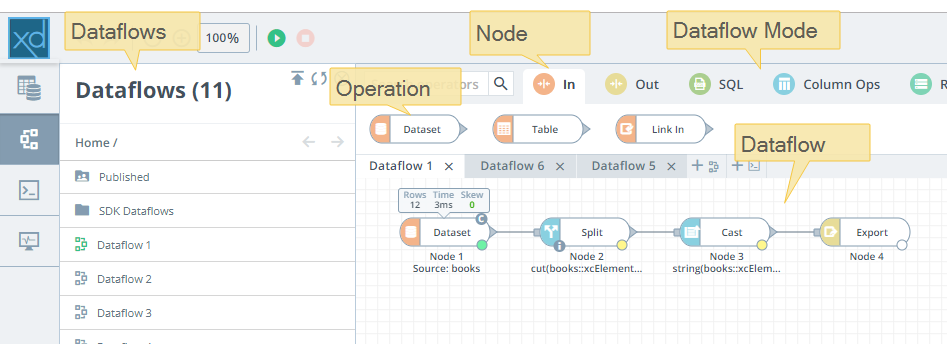 xd
Dataflows
100%
Node
Dataflow Mode
Dataflows (11)
Operation
In
Out
SQL
Column Ops
R
Dataset
Table
Link In
Home /
Dataflow
Dataflow 1 ×
Dataflow 6 ×
Dataflow 5 ×
Published
SDK Dataflows
Dataflow 1
Dataflow 2
Dataflow 3
Rows Time Skew
12 3ms 0
C
Dataset
Split
Cast
Export
Node 1
Source: books
Node 2
cut(books::xcElement...
Node 3
string(books::xcElem...
Node 4